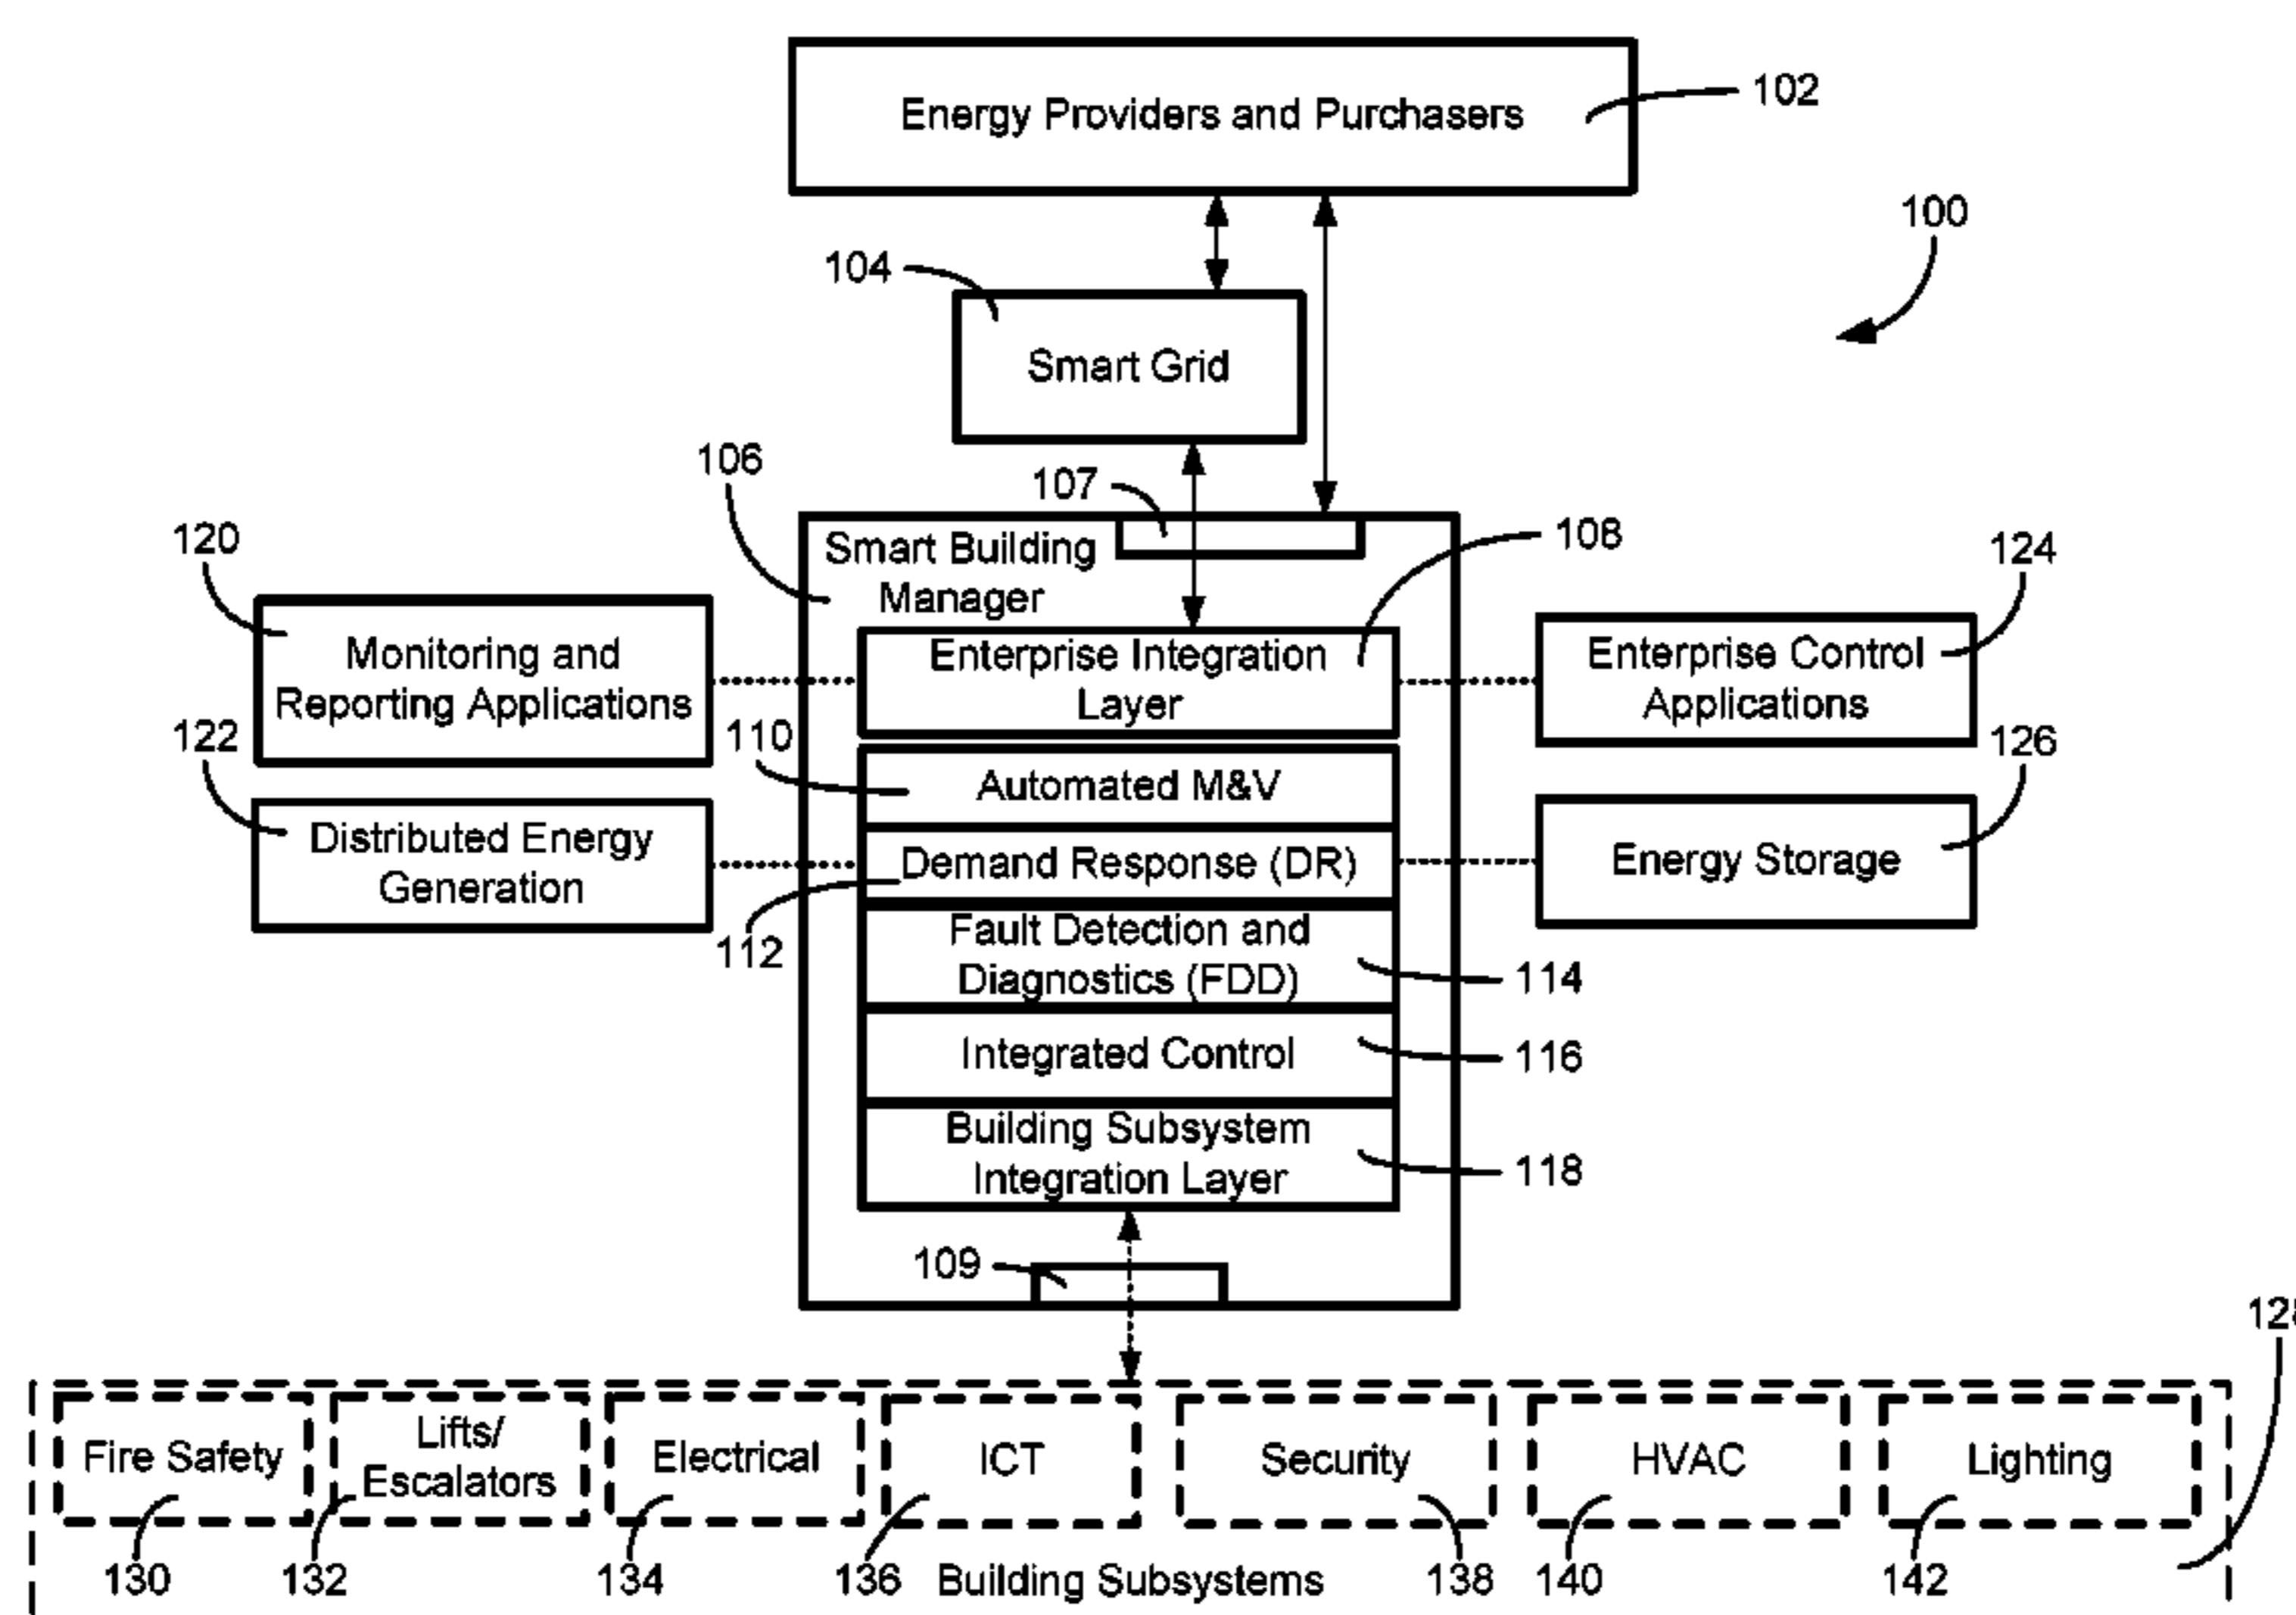 Energy Providers and Purchasers
102
100
104
Smart Grid
106
107
Smart Building
Manager
108
120
124
Monitoring and
Reporting Applications
Enterprise Integration
Layer
Enterprise Control
Applications
122
110
126
Automated M&V
Distributed Energy
Generation
Demand Response (DR)
Energy Storage
112
Fault Detection and
Diagnostics (FDD)
114
Integrated Control
116
Building Subsystem
Integration Layer
118
109
Fire Safety
Lifts/
Escalators
Electrical
ICT
Security
HVAC
Lighting
130
132
134
136
Building Subsystems
138
140
142